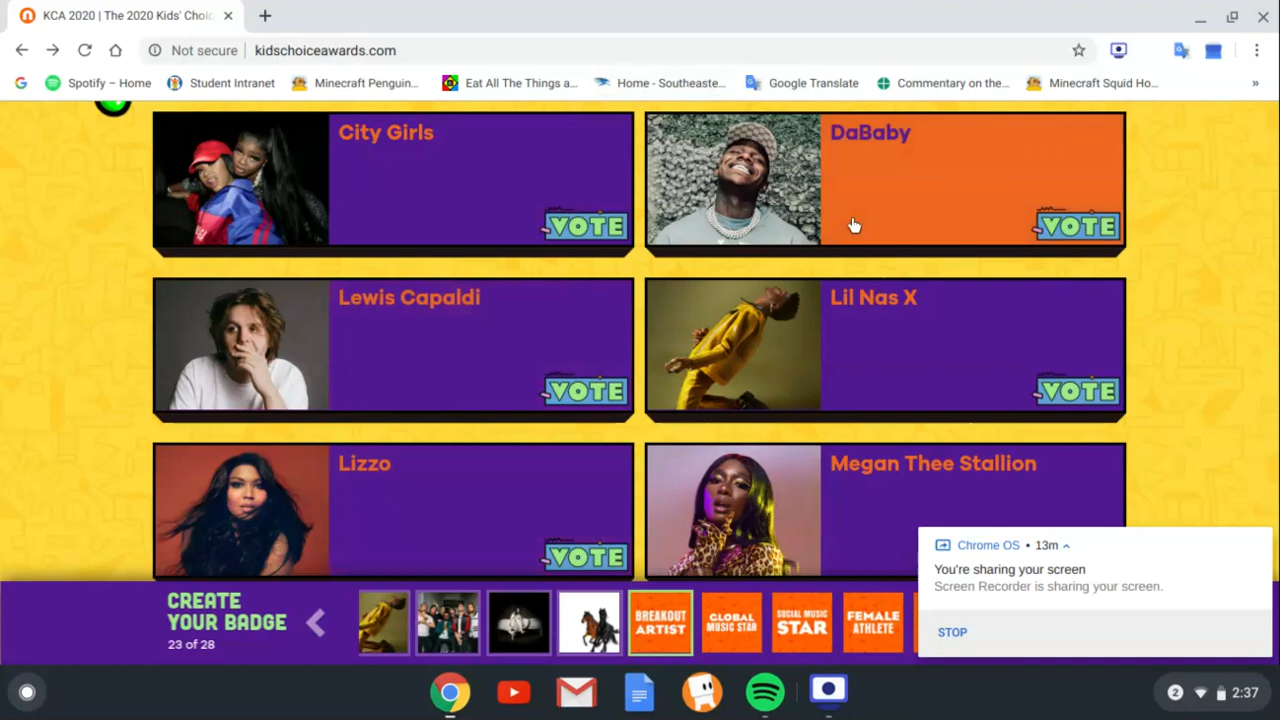 KCA 2020 | The 2020 Kids' Choic
Not secure
kidschoiceawards.com
Spotify – Home
Student Intranet
Minecraft Penguin...
Eat All The Things a...
Home - Southeaste...
Google Translate
Commentary on the...
Minecraft Squid Ho...
»
City Girls
VOTE
DaBaby
VOTE
Lewis Capaldi
VOTE
Lil Nas X
VOTE
Lizzo
VOTE
Megan Thee Stallion
Chrome OS • 13m
You're sharing your screen
Screen Recorder is sharing your screen.
STOP
CREATE
YOUR BADGE
23 of 28
BREAKOUT
ARTIST
GLOBAL
MUSIC STAR
SOCIAL MUSIC
STAR
FEMALE
ATHLETE
2
2:37